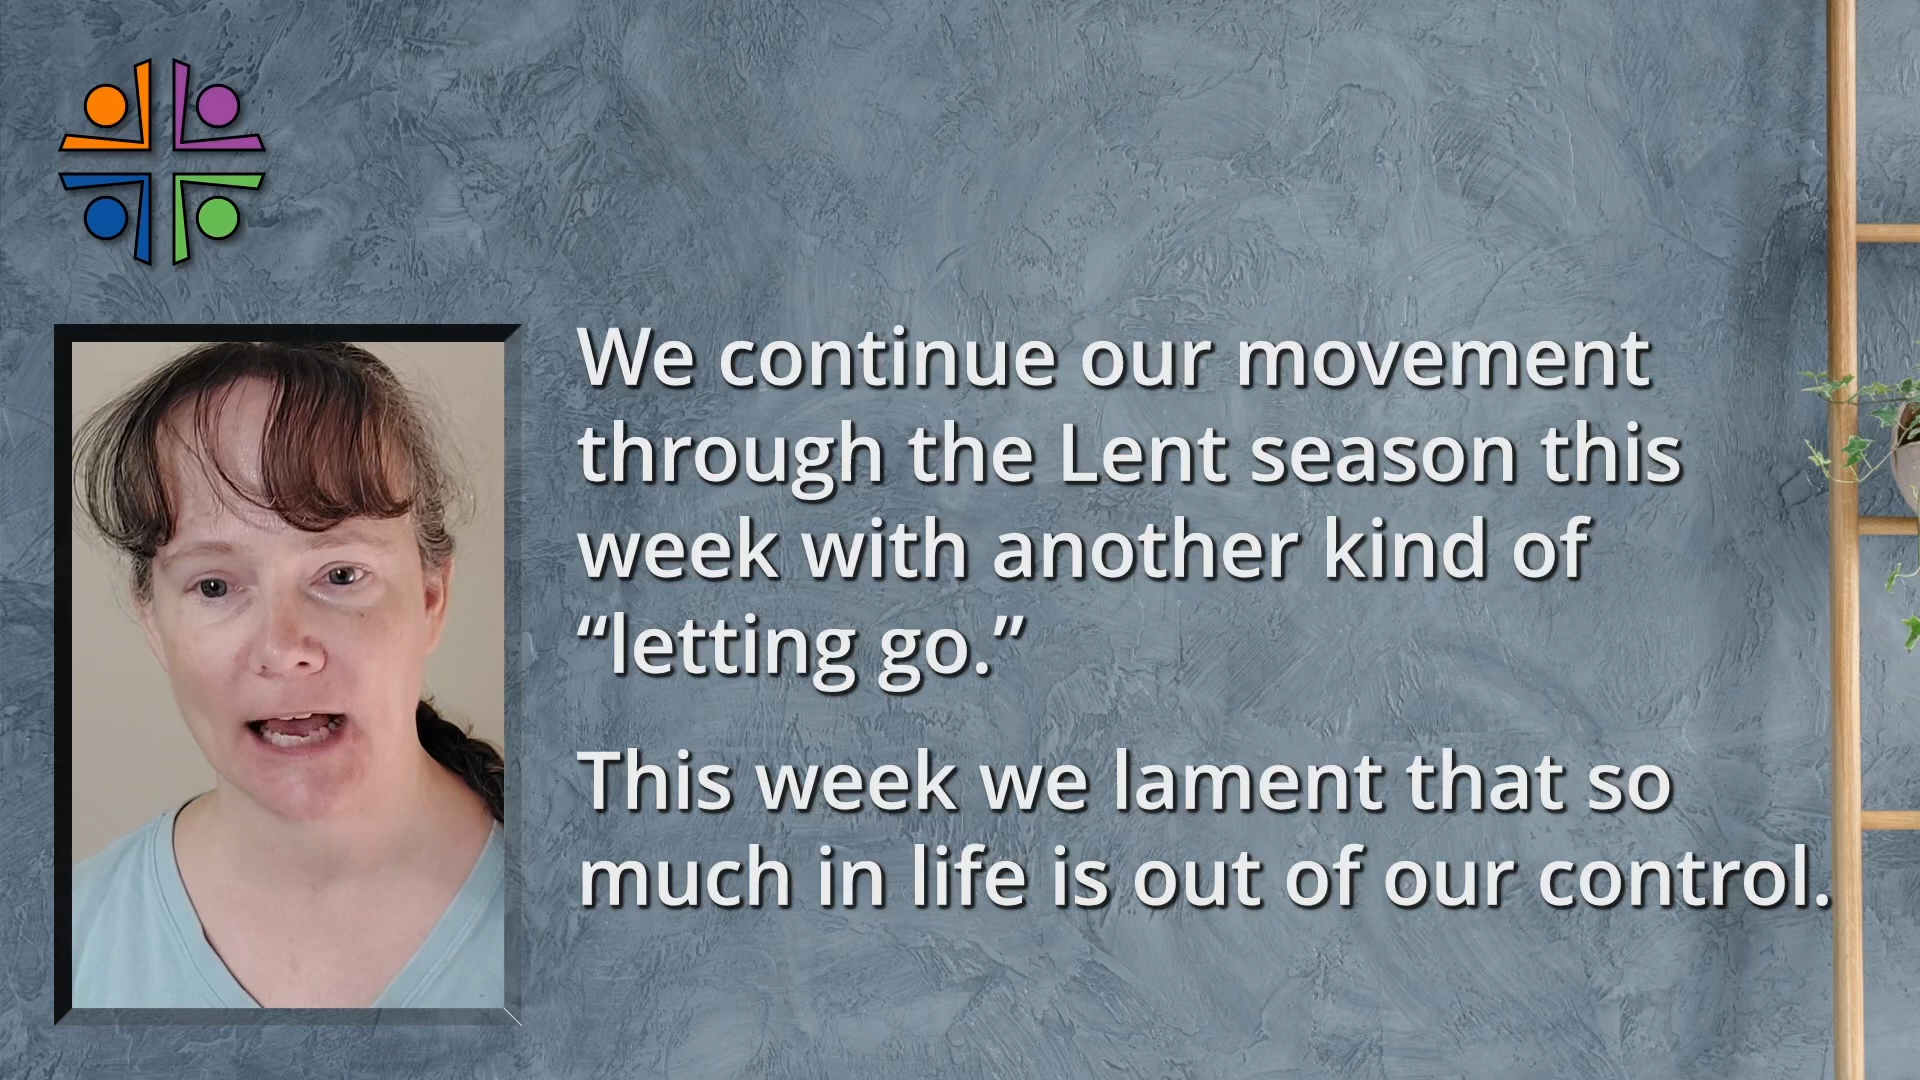 We continue our movement
through the Lent season this
week with another kind of
“letting go.”
This week we lament that so
much in life is out of our control.